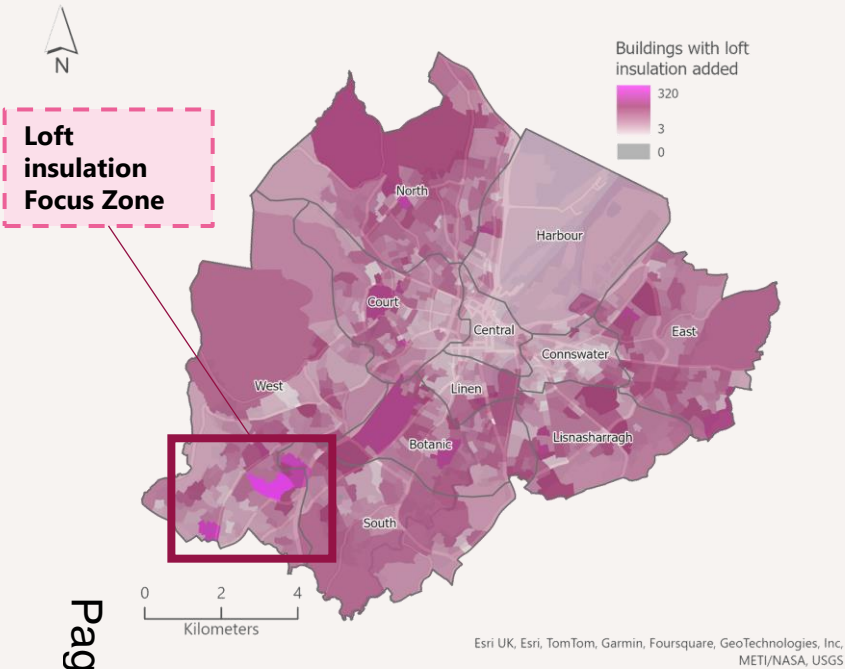 N
Loft
insulation
Focus Zone
Buildings with loft
insulation added
320
3
0
North
Harbour
Court
Central
East
Connswater
West
Linen
Botanic
Lisnasharragh
South
0 2 4
Kilometers
Pag
Esri UK, Esri, TomTom, Garmin, Foursquare, GeoTechnologies, Inc,
METI/NASA, USGS